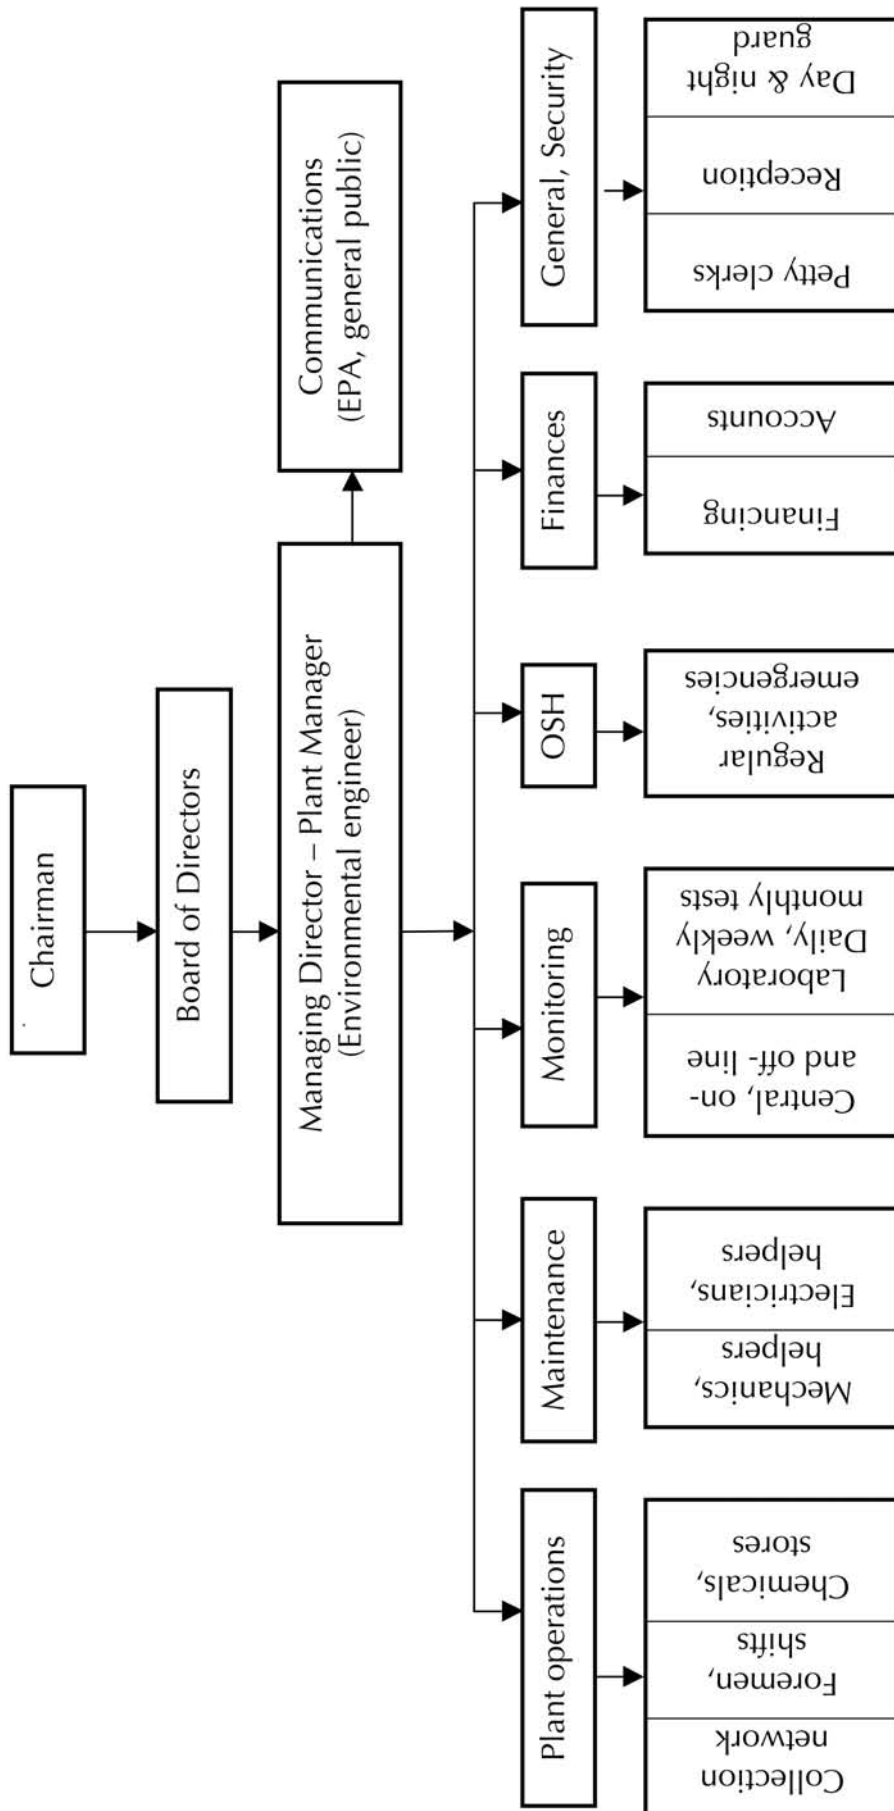 Chairman
Board of Directors
Managing Director – Plant Manager
(Environmental engineer)
Communications
(EPA, general public)
Plant operations
Maintenance
Monitoring
OSH
Finances
General, Security
Collection
network
Foremen,
shifts
Chemicals,
stores
Mechanics,
helpers
Electricians,
helpers
Central, on-
and off- line
Laboratory
Daily, weekly
monthly tests
Regular
activities,
emergencies
Financing
Accounts
Petty clerks
Reception
Day & night
guard